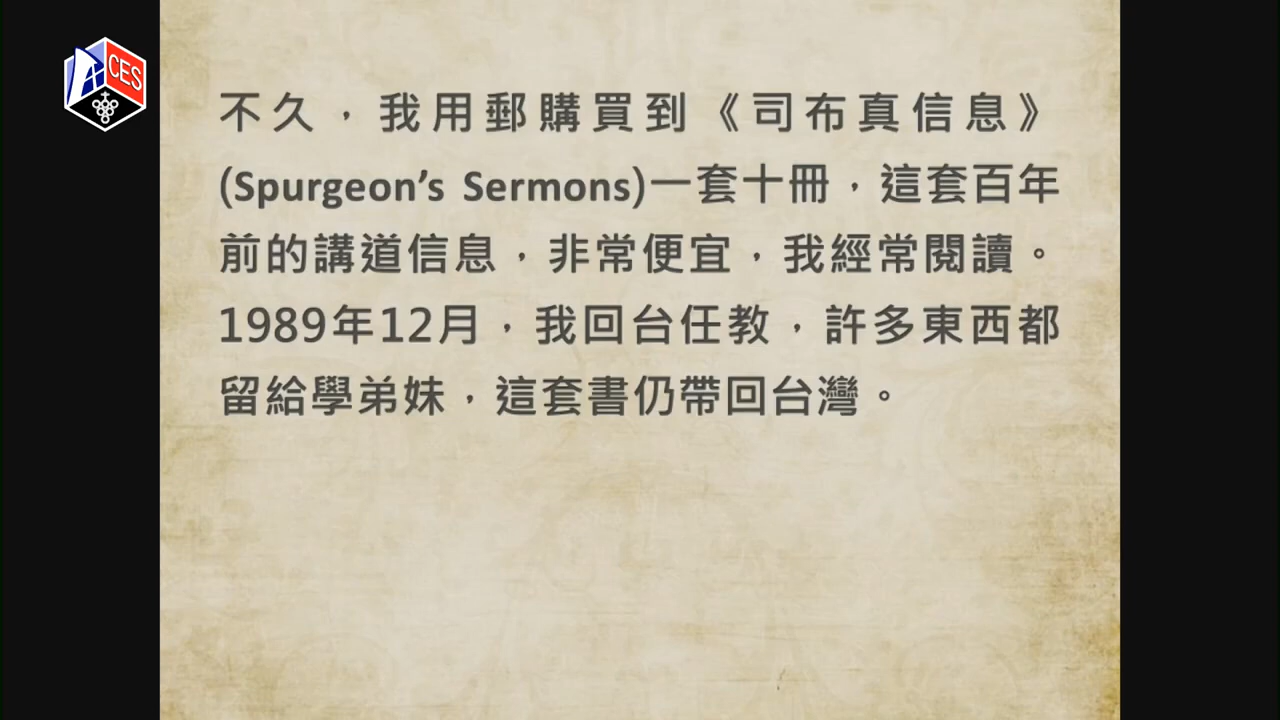 CES
不久，我用郵購買到《司布真信息》
(Spurgeon’s Sermons)一套十冊，這套百年
前的講道信息，非常便宜，我經常閱讀。
1989年12月，我回台任教，許多東西都
留給學弟妹，這套書仍帶回台灣。